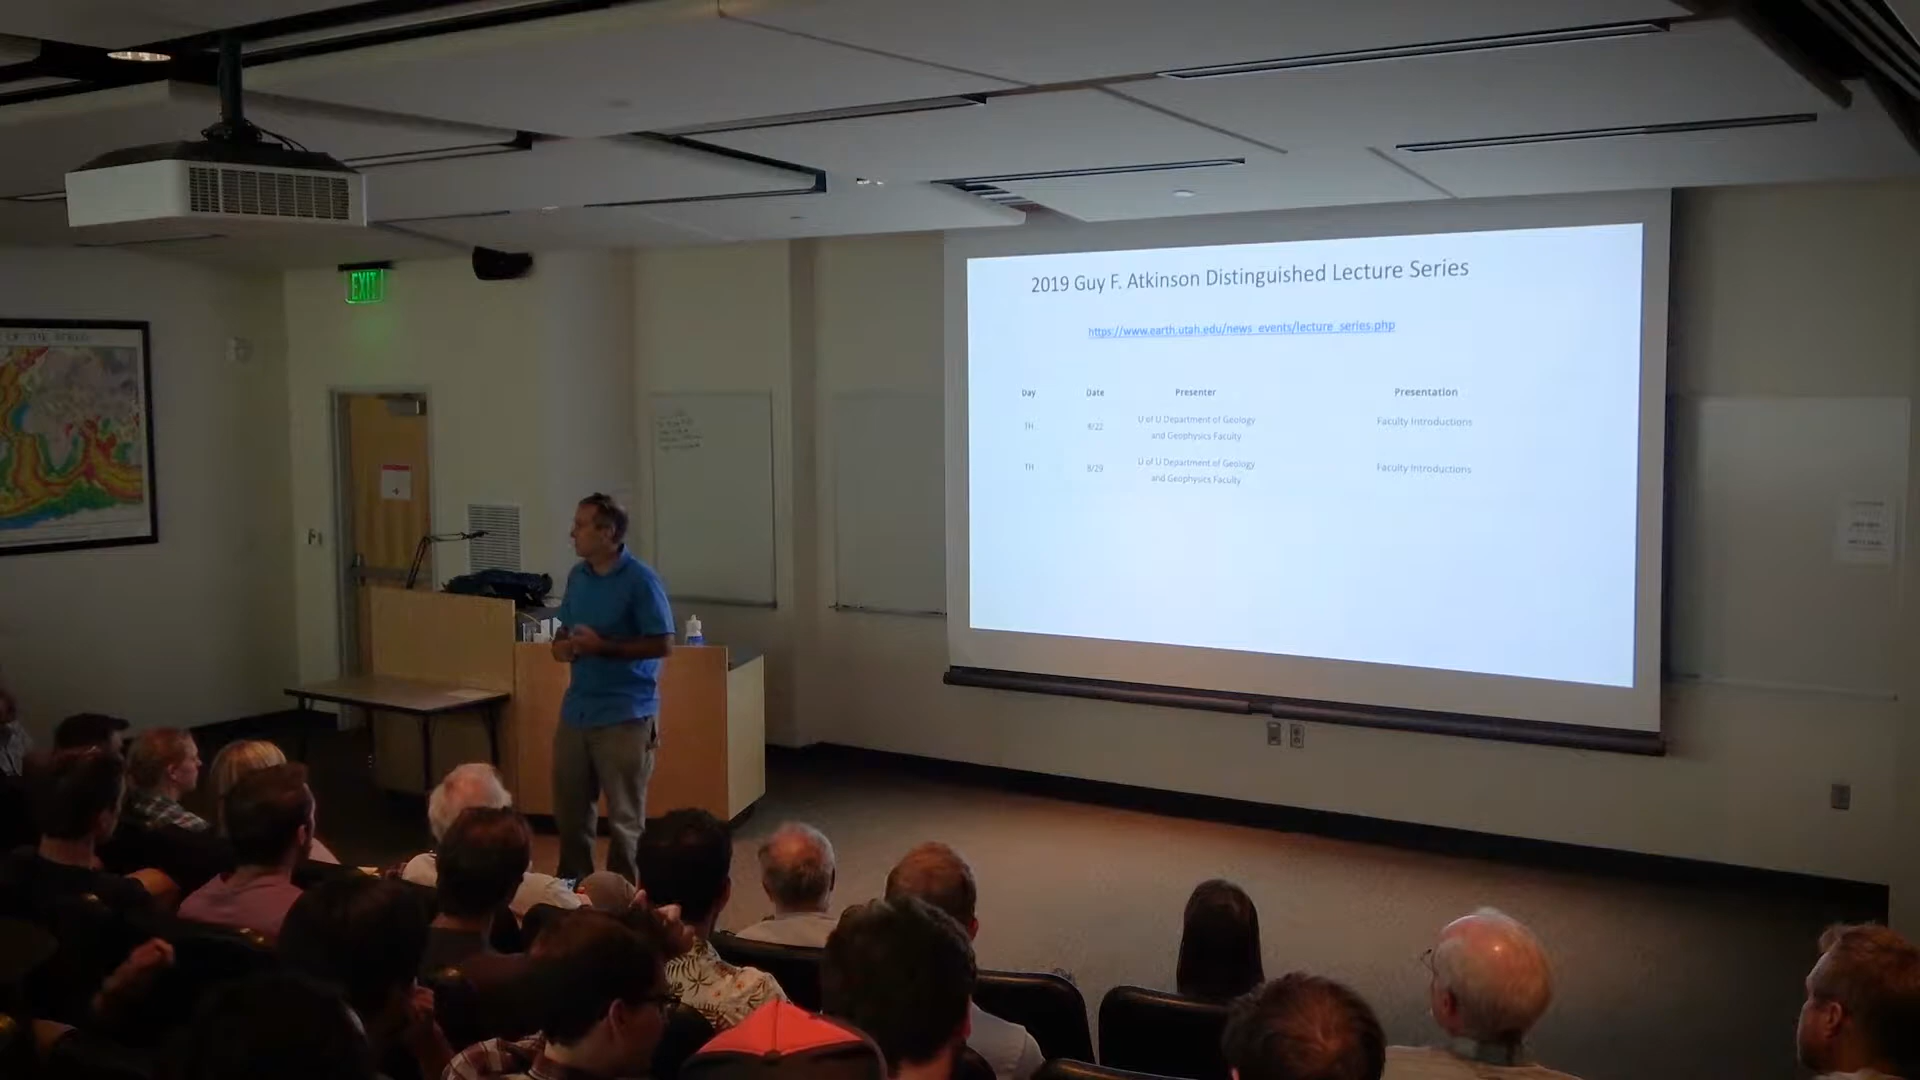 EXIT
2019 Guy F. Atkinson Distinguished Lecture Series
https://www.earth.utah.edu/news_events/lecture_series.php
Day Date Presenter Presentation
TH 8/22 U of U Department of Geology and Geophysics Faculty Faculty Introductions
TH 8/29 U of U Department of Geology and Geophysics Faculty Faculty Introductions